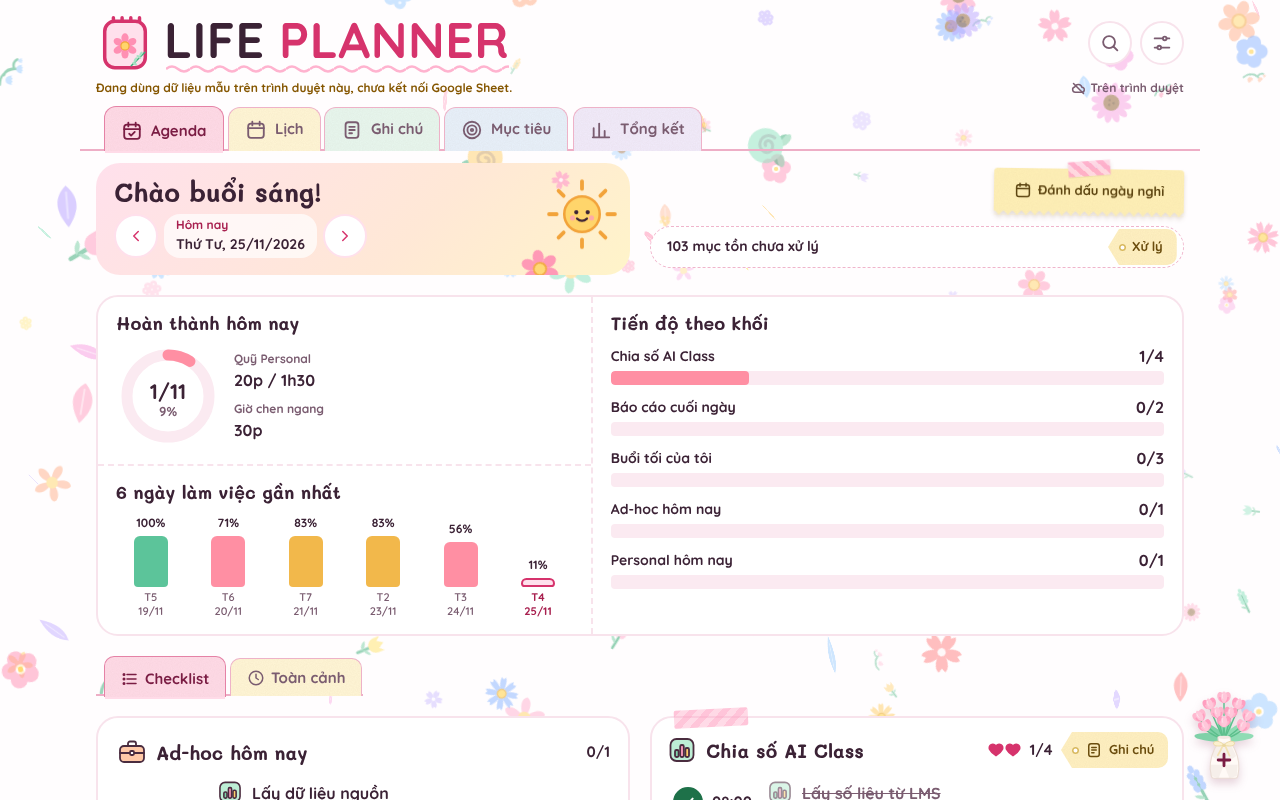 LIFE PLANNER
Đang dùng dữ liệu mẫu trên trình duyệt này, chưa kết nối Google Sheet.
Trên trình duyệt
Agenda
Lịch
Ghi chú
Mục tiêu
Tổng kết
Chào buổi sáng!
Hôm nay
Thứ Tư, 25/11/2026
Đánh dấu ngày nghỉ
103 mục tồn chưa xử lý
Xử lý
Hoàn thành hôm nay
1/11
9%
Quỹ Personal
20p / 1h30
Giờ chen ngang
30p
6 ngày làm việc gần nhất
100% 71% 83% 83% 56% 11%
T5 T6 T7 T2 T3 T4
19/11 20/11 21/11 23/11 24/11 25/11
Tiến độ theo khối
Chia số AI Class 1/4
Báo cáo cuối ngày 0/2
Buổi tối của tôi 0/3
Ad-hoc hôm nay 0/1
Personal hôm nay 0/1
Checklist
Toàn cảnh
Ad-hoc hôm nay 0/1
Lấy dữ liệu nguồn
Chia số AI Class 1/4
Ghi chú
Lấy số liệu từ LMS